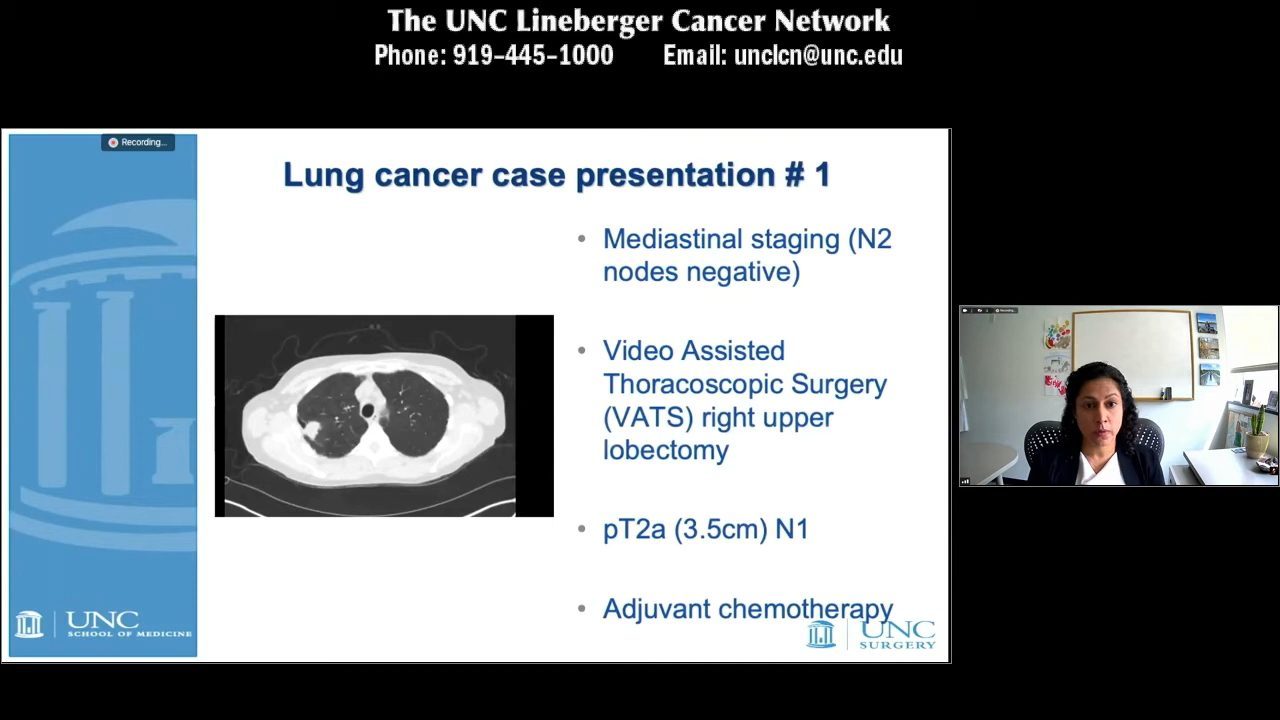 The UNC Lineberger Cancer Network
Phone: 919-445-1000 Email: unclcn@unc.edu
Recording...
Lung cancer case presentation # 1
• Mediastinal staging (N2
nodes negative)
• Video Assisted
Thoracoscopic Surgery
(VATS) right upper
lobectomy
• pT2a (3.5cm) N1
• Adjuvant chemotherapy
UNC
SCHOOL OF MEDICINE
UNC
SURGERY
Recording...